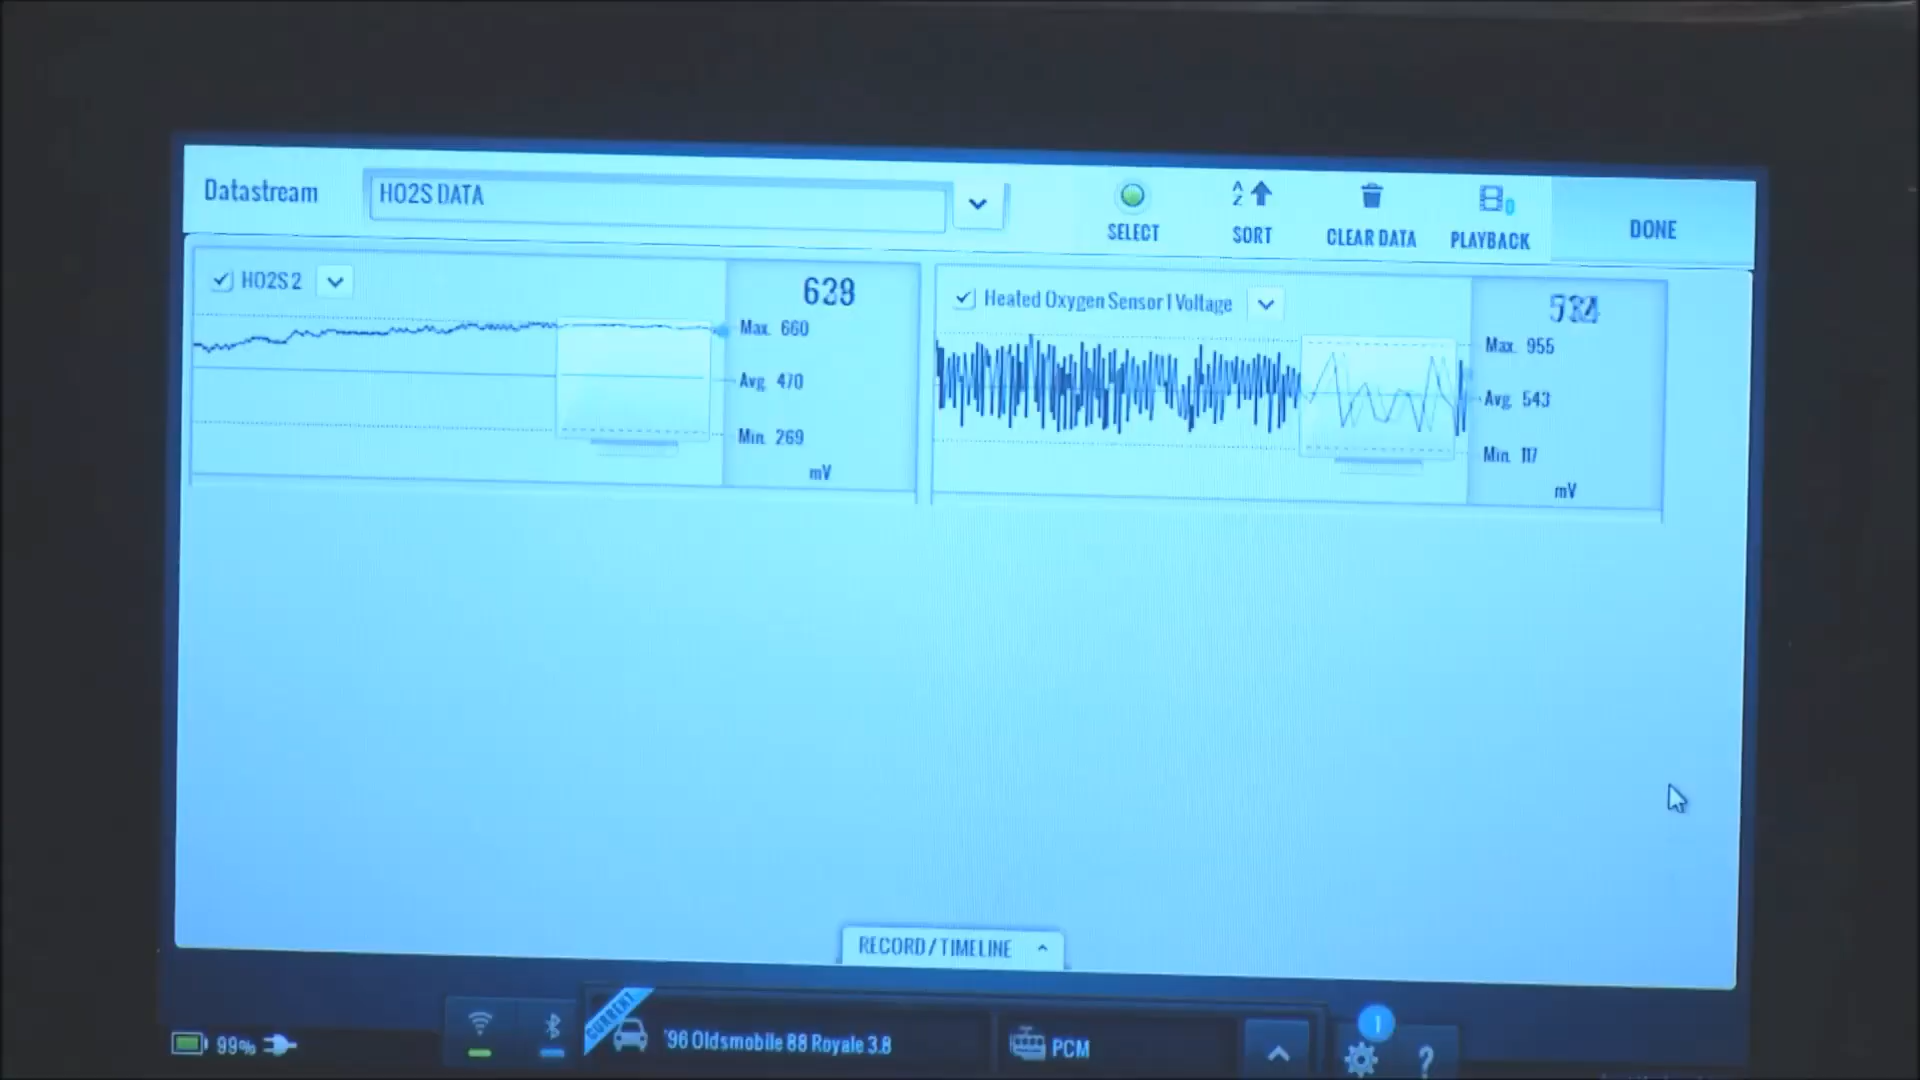 Datastream
HO2S DATA
SELECT
SORT
CLEAR DATA
PLAYBACK
DONE
HO2S 2
Max. 660
Avg. 470
Min. 269
mV
Heated Oxygen Sensor 1 Voltage
Max. 955
Avg. 543
Min. 117
mV
RECORD/TIMELINE
99%
CURRENT
'96 Oldsmobile 88 Royale 3.8
PCM
1
?